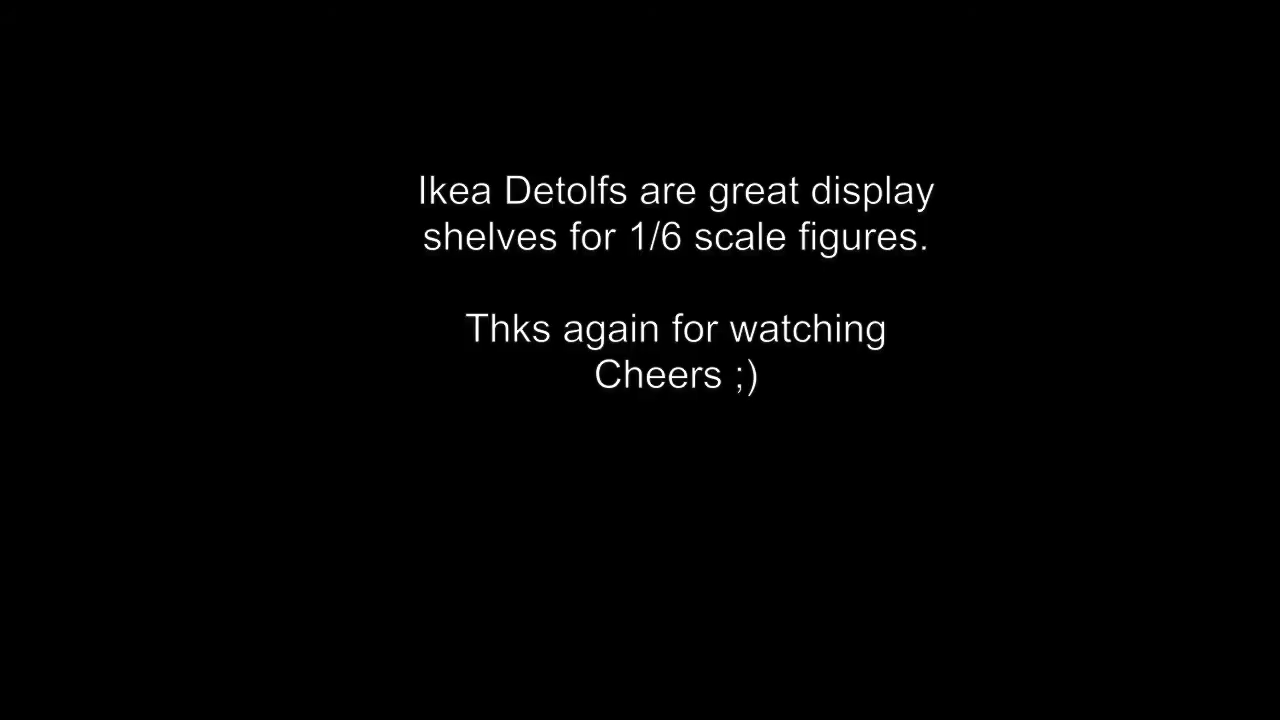 Ikea Detolfs are great display
shelves for 1/6 scale figures.
Thks again for watching
Cheers ;)